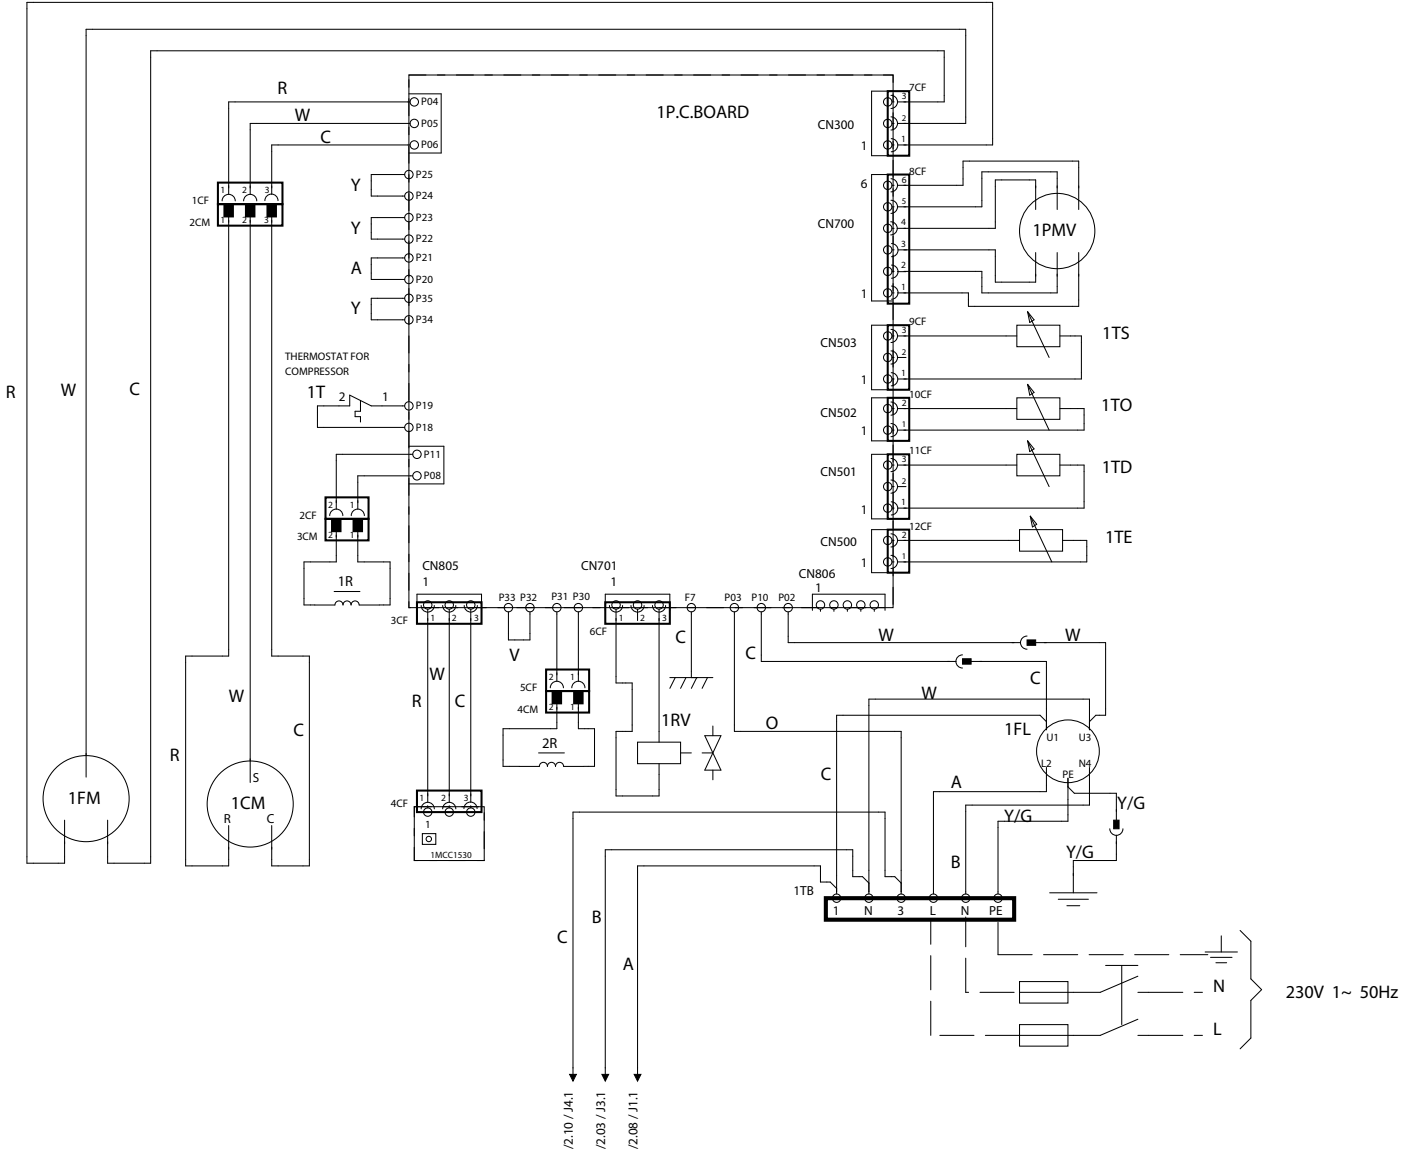 R
W
C
P04
P05
P06
1P.C.BOARD
CN300
1
7CF
3
2
1
1CF
2CM
1 2 3
1 2 3
Y
P25
P24
Y
P23
P22
A
P21
P20
Y
P35
P34
6
CN700
1
8CF
6
5
4
3
2
1
1PMV
CN503
1
9CF
3
2
1
1TS
CN502
1
10CF
2
1
1TO
CN501
1
11CF
3
2
1
1TD
CN500
1
12CF
2
1
1TE
R
W
C
THERMOSTAT FOR
COMPRESSOR
1T
2
1
P19
P18
P11
P08
2CF
3CM
2 1
2 1
1R
CN805
1
3CF
1 2 3
P33 P32
V
P31 P30
CN701
1
6CF
1 2 3
F7
C
P03 P10 P02
CN806
1
W
W
C
C
W
O
R
W
C
5CF
4CM
2 1
2 1
2R
1RV
1FL
U1
U3
L2
N4
PE
C
A
Y/G
Y/G
Y/G
B
W
R
C
1FM
1CM
S
R
C
4CF
1 2 3
1
1MCC1530
1TB
1 N 3 L N PE
C
B
A
N
L
230V 1~ 50Hz
/2.10 / J4.1
/2.03 / J3.1
/2.08 / J1.1